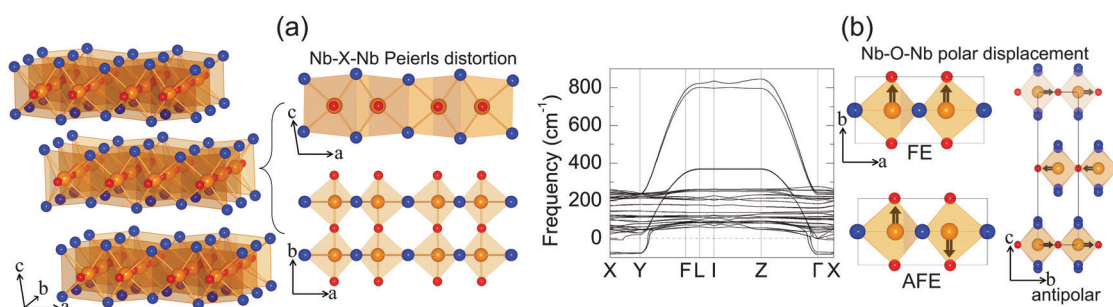 (a)
Nb-X-Nb Peierls distortion
c
a
b
a
c
b
a
Frequency (cm⁻¹)
800
600
400
200
0
X Y F L I Z Γ X
(b)
Nb-O-Nb polar displacement
b
a
FE
AFE
c
b
antipolar